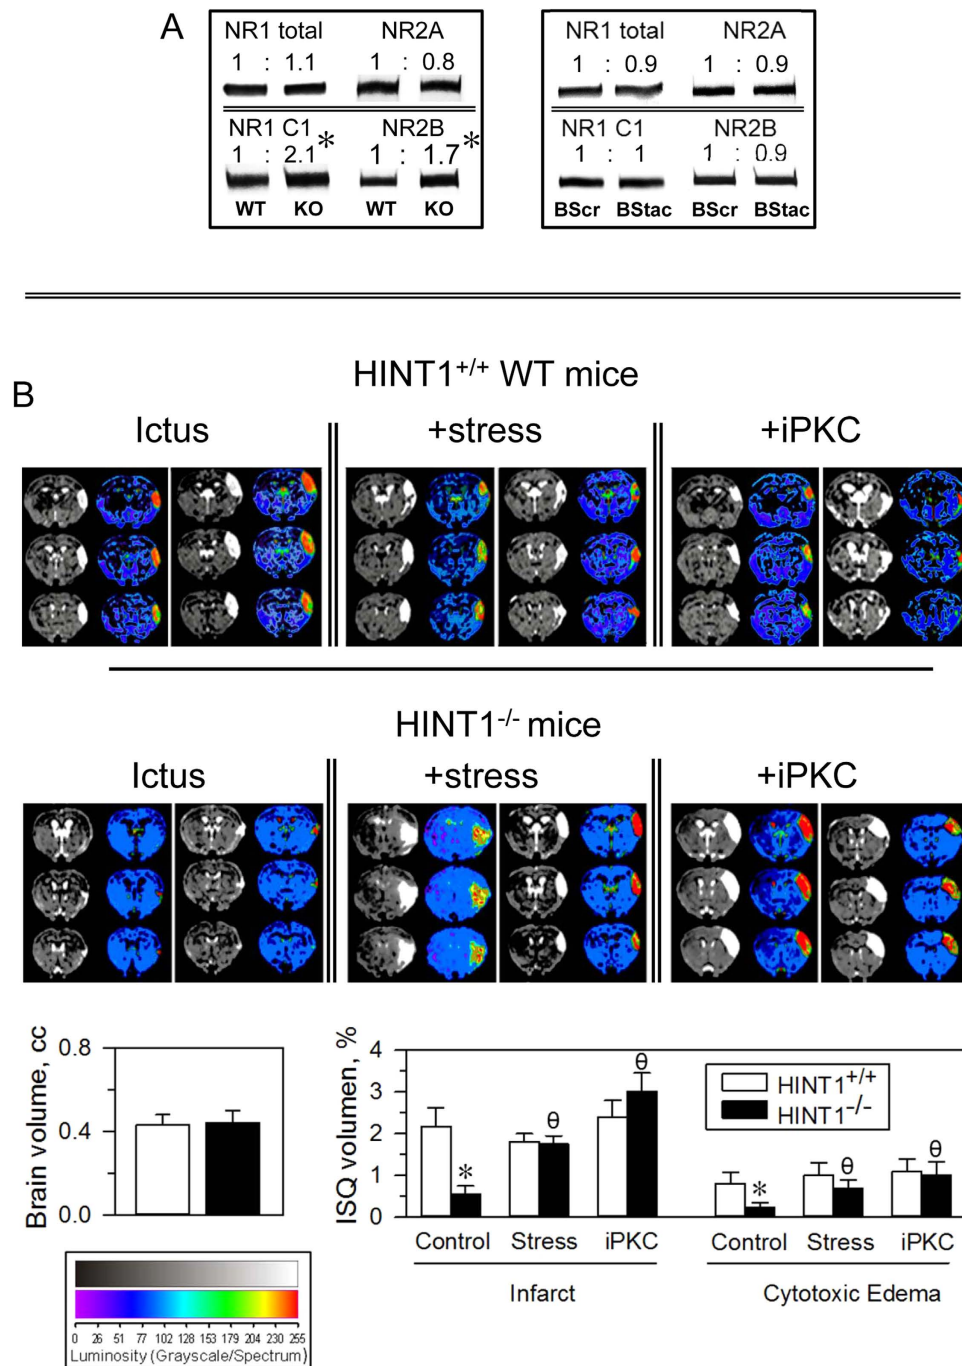 A
NR1 total NR2A
1 : 1.1 1 : 0.8
NR1 C1 NR2B
1 : 2.1* 1 : 1.7*
WT KO WT KO
NR1 total NR2A
1 : 0.9 1 : 0.9
NR1 C1 NR2B
1 : 1 1 : 0.9
BScr BStac BScr BStac
B
HINT1+/+ WT mice
Ictus +stress +iPKC
HINT1-/- mice
Ictus +stress +iPKC
Brain volume, cc
0.8
0.4
0.0
0 26 51 77 102 128 153 179 204 230 255
Luminosity (Grayscale/Spectrum)
ISQ volumen, %
4
3
2
1
0
HINT1+/+
HINT1-/-
* θ θ * θ θ
Control Stress iPKC Control Stress iPKC
Infarct Cytotoxic Edema